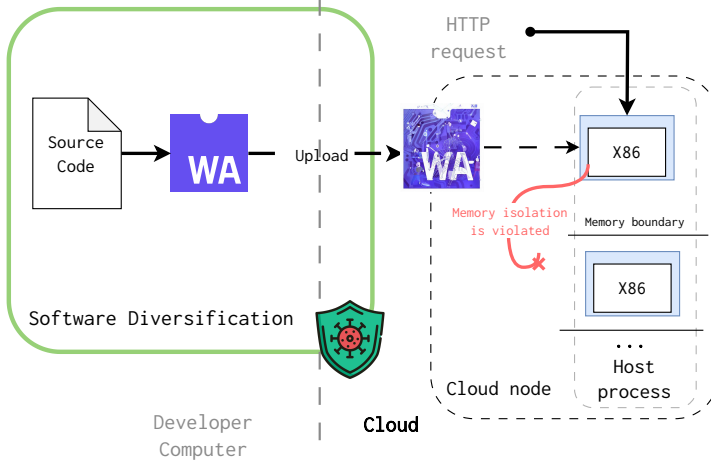 HTTP
request
Source
Code
WA
Upload
WA
X86
Memory isolation
is violated
Memory boundary
X86
Software Diversification
...
Host
process
Cloud node
Developer
Computer
Cloud